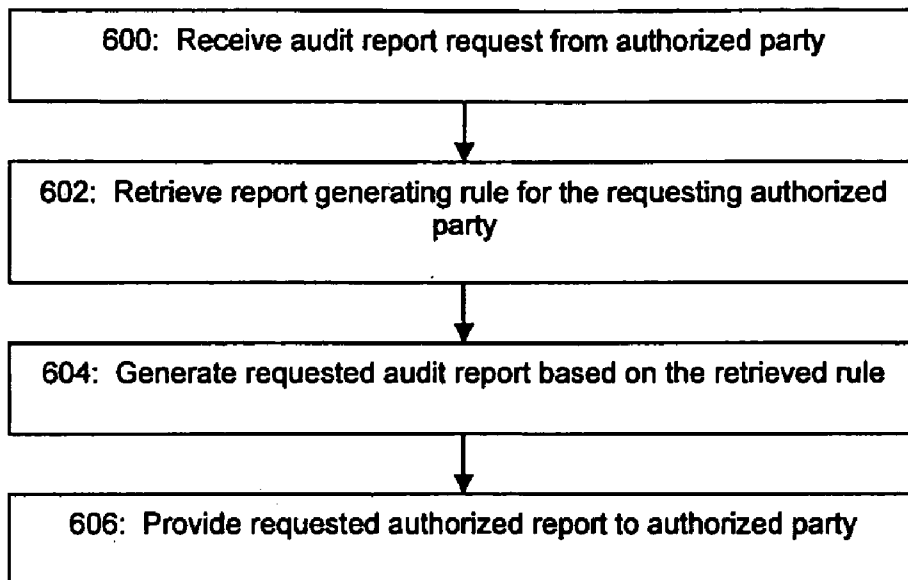 600: Receive audit report request from authorized party
602: Retrieve report generating rule for the requesting authorized
party
604: Generate requested audit report based on the retrieved rule
606: Provide requested authorized report to authorized party